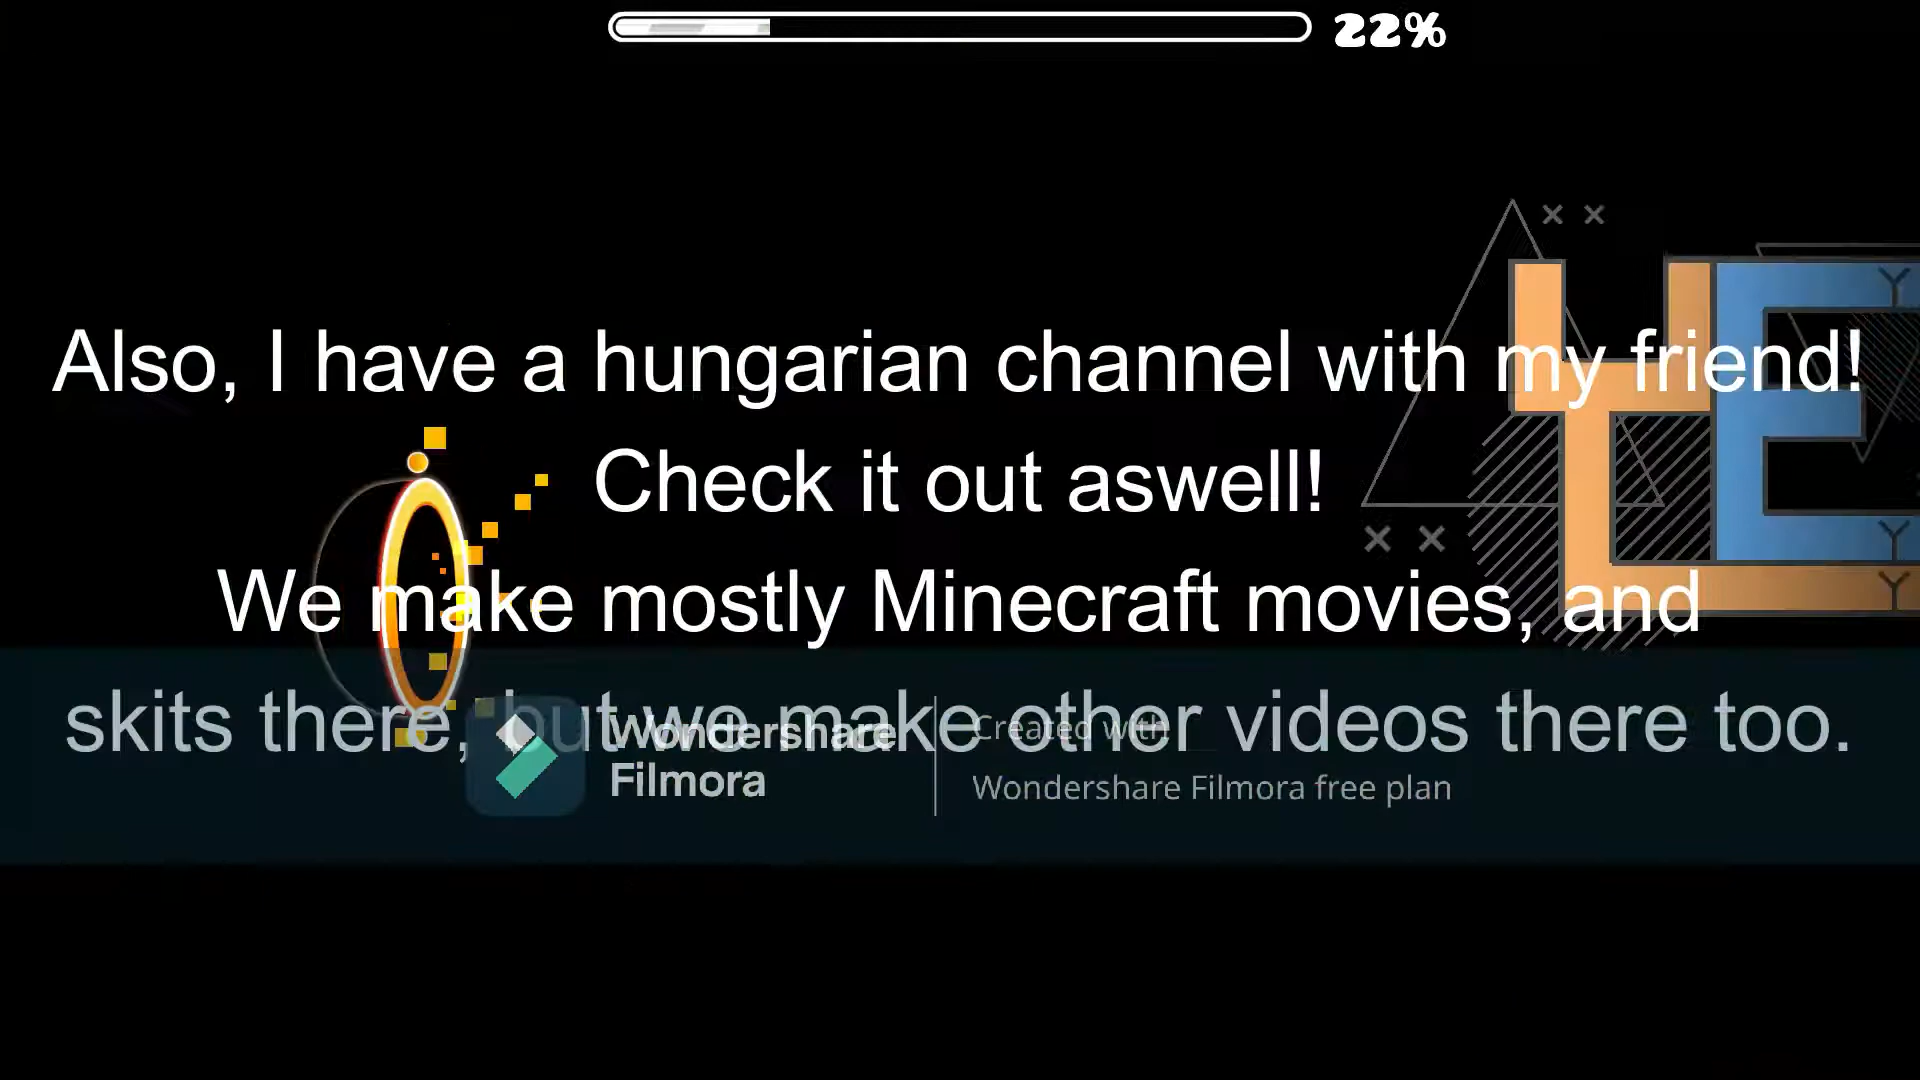 22%
Also, I have a hungarian channel with my friend!
Check it out aswell!
We make mostly Minecraft movies, and
skits there, but we make other videos there too.
Wondershare
Filmora
Created with
Wondershare Filmora free plan
YE